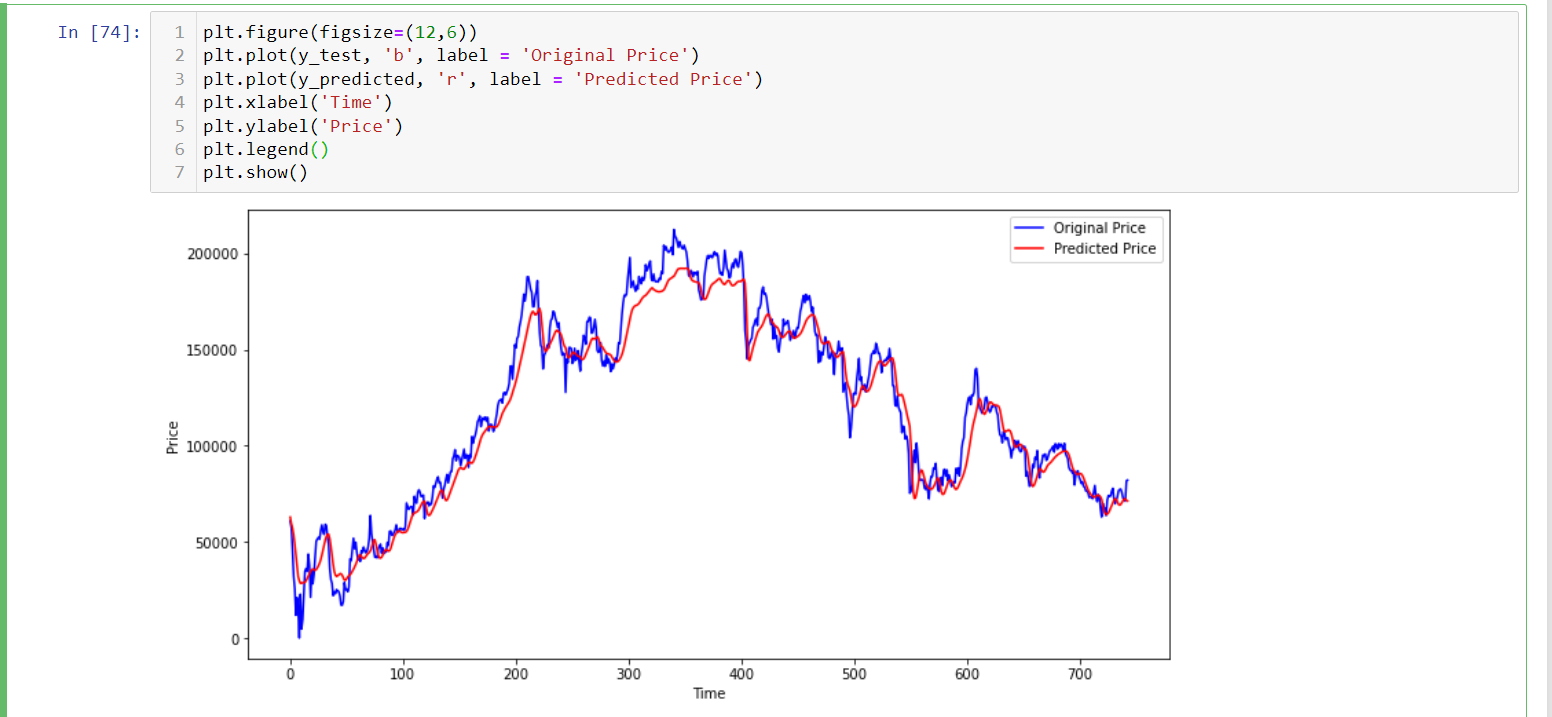 In [74]:
1 plt.figure(figsize=(12,6))
2 plt.plot(y_test, 'b', label = 'Original Price')
3 plt.plot(y_predicted, 'r', label = 'Predicted Price')
4 plt.xlabel('Time')
5 plt.ylabel('Price')
6 plt.legend()
7 plt.show()
Original Price
Predicted Price
200000
150000
100000
50000
0
Price
0 100 200 300 400 500 600 700
Time